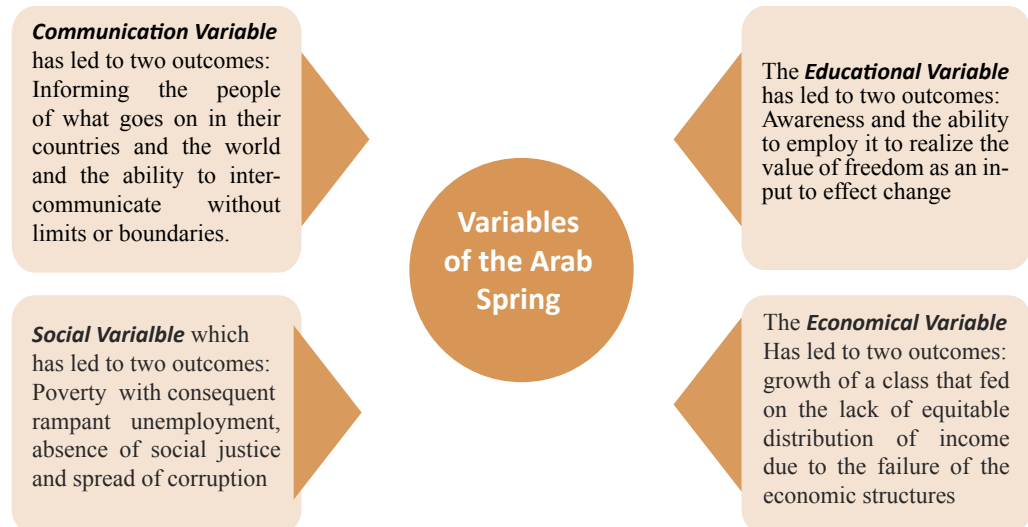 Communication Variable
has led to two outcomes:
Informing the people
of what goes on in their
countries and the world
and the ability to inter-
communicate without
limits or boundaries.
The Educational Variable
has led to two outcomes:
Awareness and the ability
to employ it to realize the
value of freedom as an in-
put to effect change
Variables
of the Arab
Spring
Social Varialble which
has led to two outcomes:
Poverty with consequent
rampant unemployment,
absence of social justice
and spread of corruption
The Economical Variable
Has led to two outcomes:
growth of a class that fed
on the lack of equitable
distribution of income
due to the failure of the
economic structures